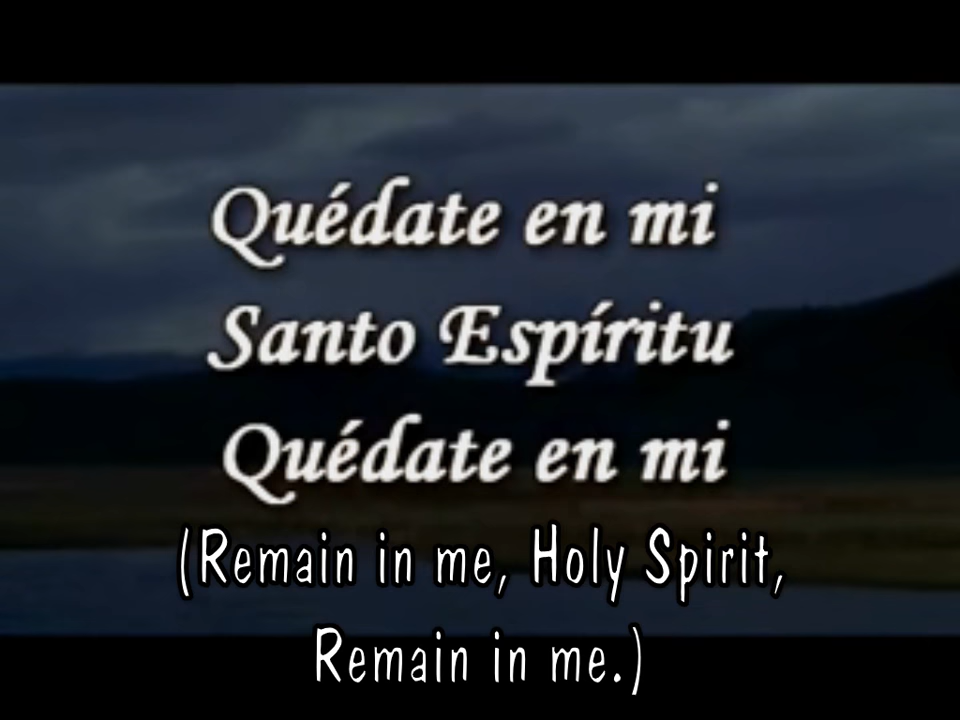 Quédate en mi
Santo Espíritu
Quédate en mi
(Remain in me, Holy Spirit,
Remain in me.)